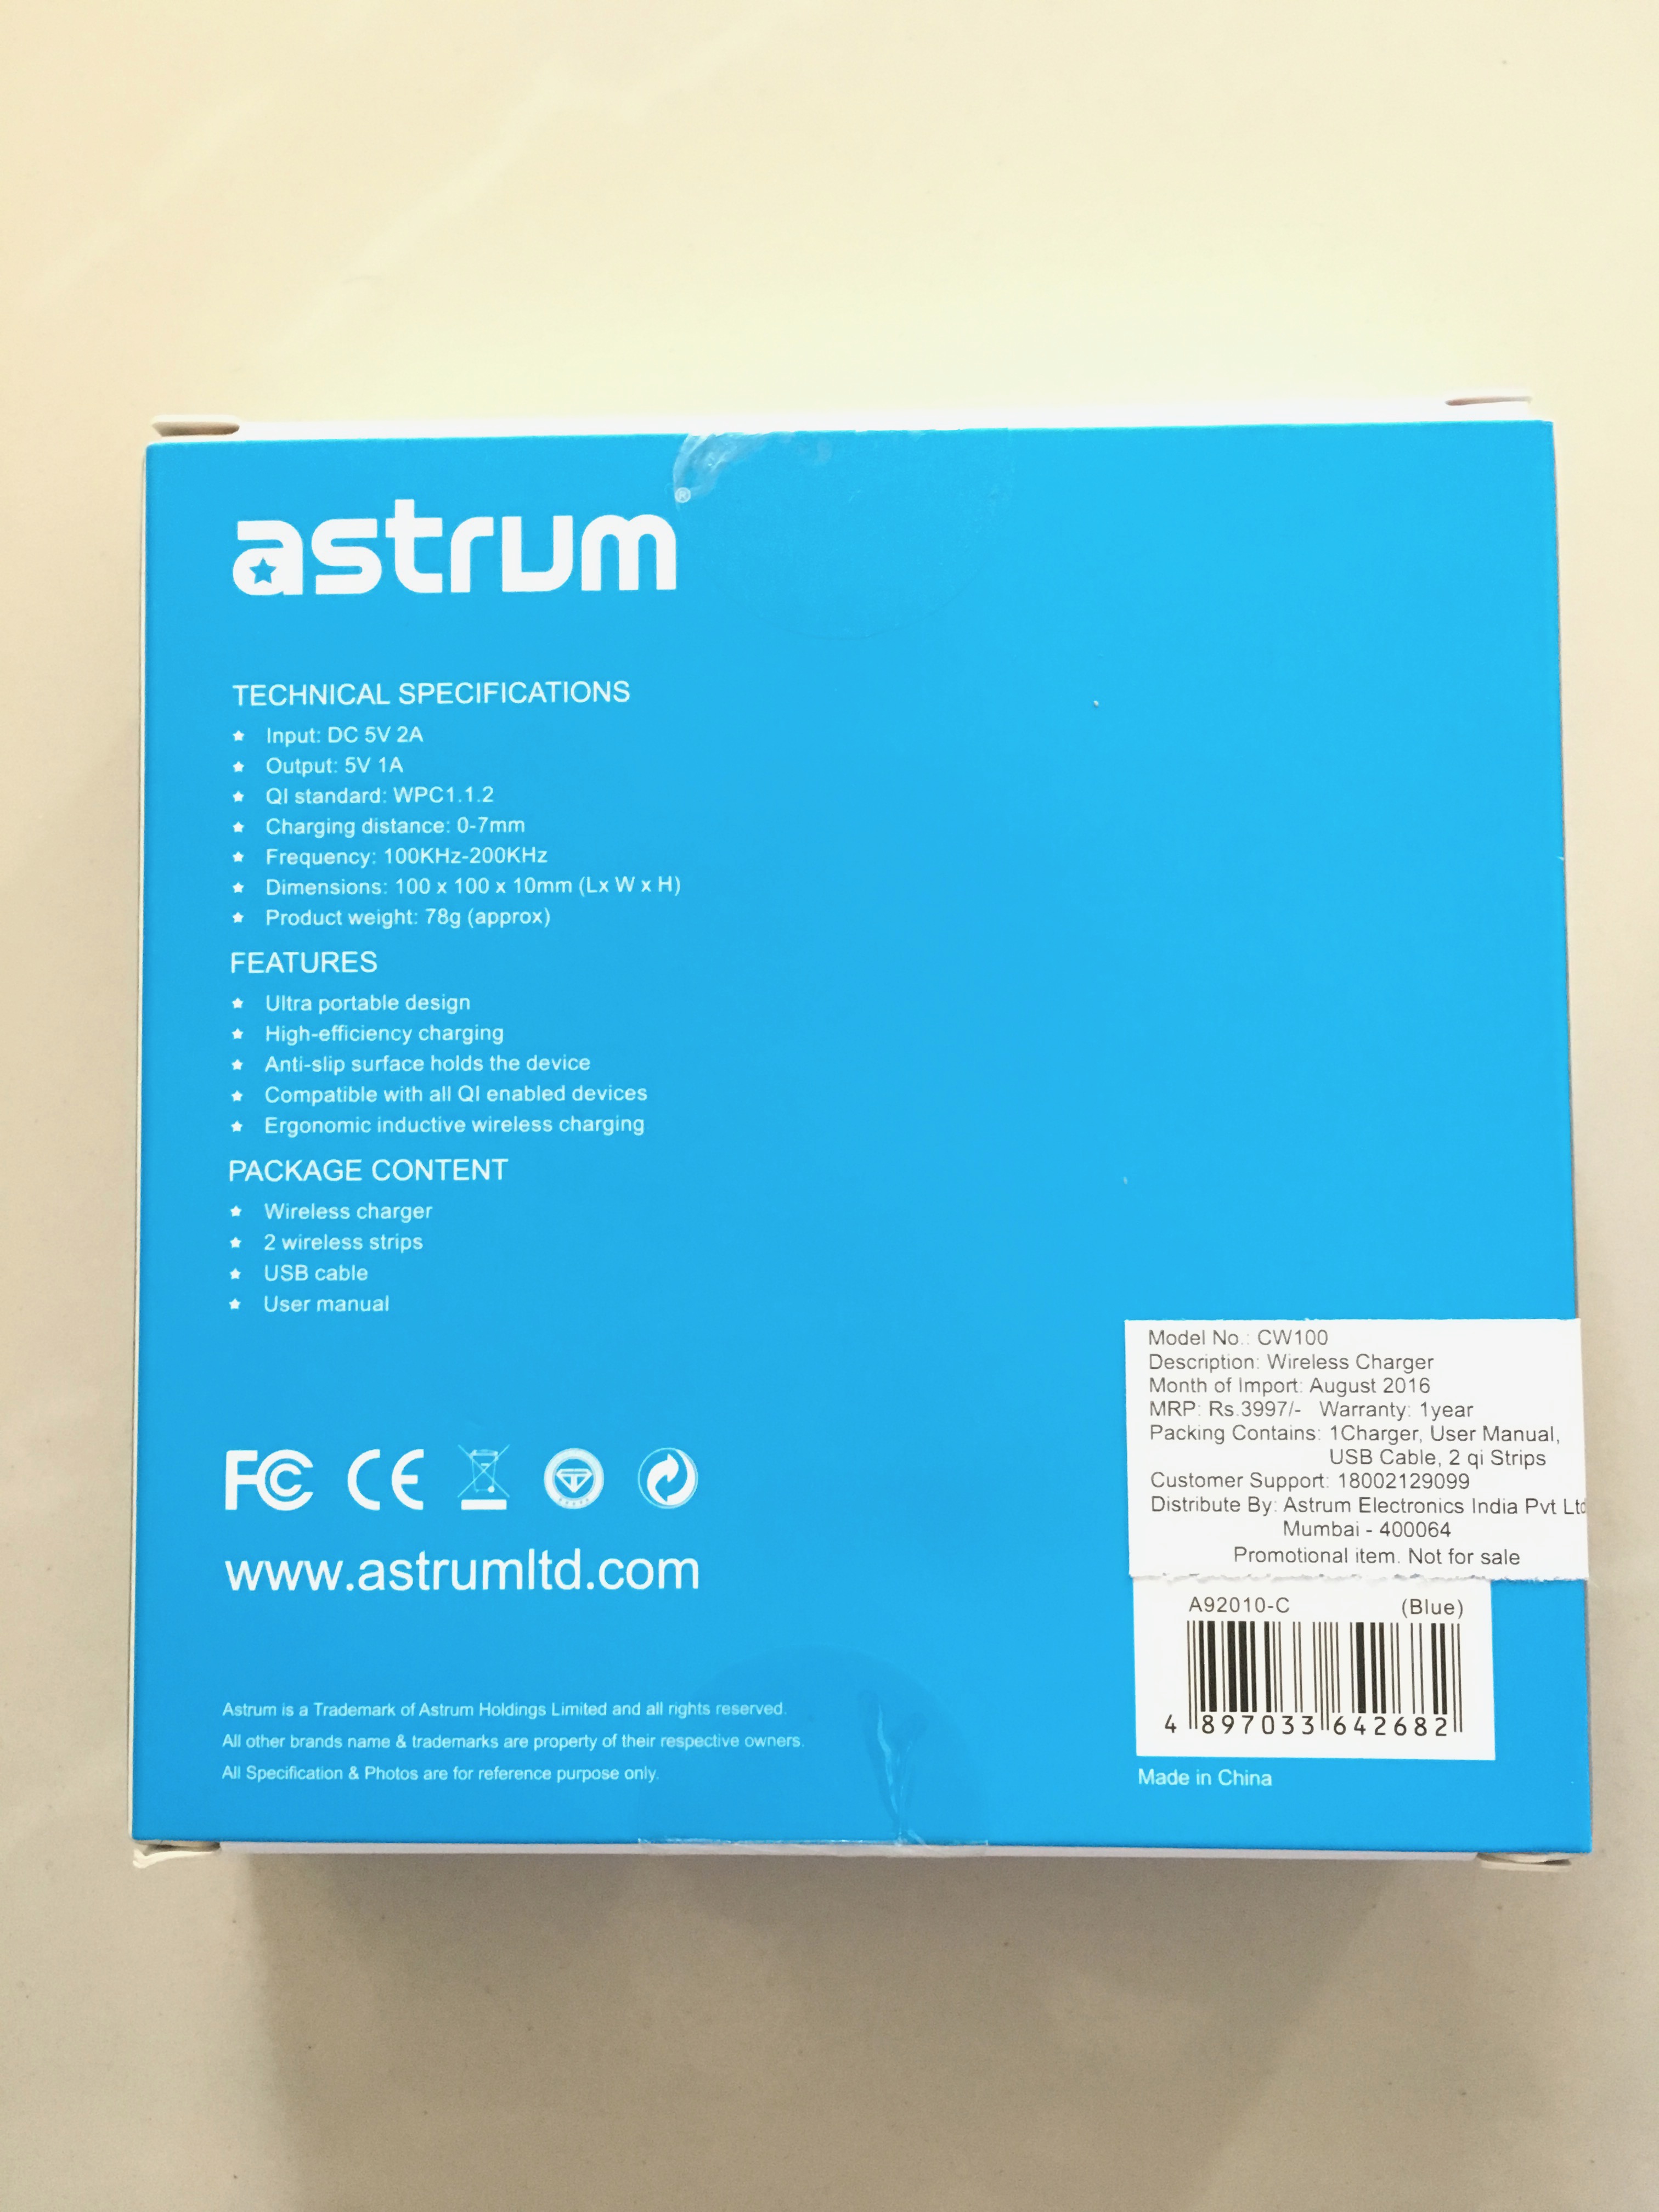 astrum®
TECHNICAL SPECIFICATIONS
Input: DC 5V 2A
Output: 5V 1A
QI standard: WPC1.1.2
Charging distance: 0-7mm
Frequency: 100KHz-200KHz
Dimensions: 100 x 100 x 10mm (Lx W x H)
Product weight: 78g (approx)
FEATURES
Ultra portable design
High-efficiency charging
Anti-slip surface holds the device
Compatible with all QI enabled devices
Ergonomic inductive wireless charging
PACKAGE CONTENT
Wireless charger
2 wireless strips
USB cable
User manual
FC CE
www.astrumltd.com
Astrum is a Trademark of Astrum Holdings Limited and all rights reserved.
All other brands name & trademarks are property of their respective owners.
All Specification & Photos are for reference purpose only.
Model No.: CW100
Description: Wireless Charger
Month of Import: August 2016
MRP: Rs.3997/- Warranty: 1year
Packing Contains: 1Charger, User Manual,
USB Cable, 2 qi Strips
Customer Support: 18002129099
Distribute By: Astrum Electronics India Pvt Ltd
Mumbai - 400064
Promotional item. Not for sale
A92010-C (Blue)
4 897033 642682
Made in China